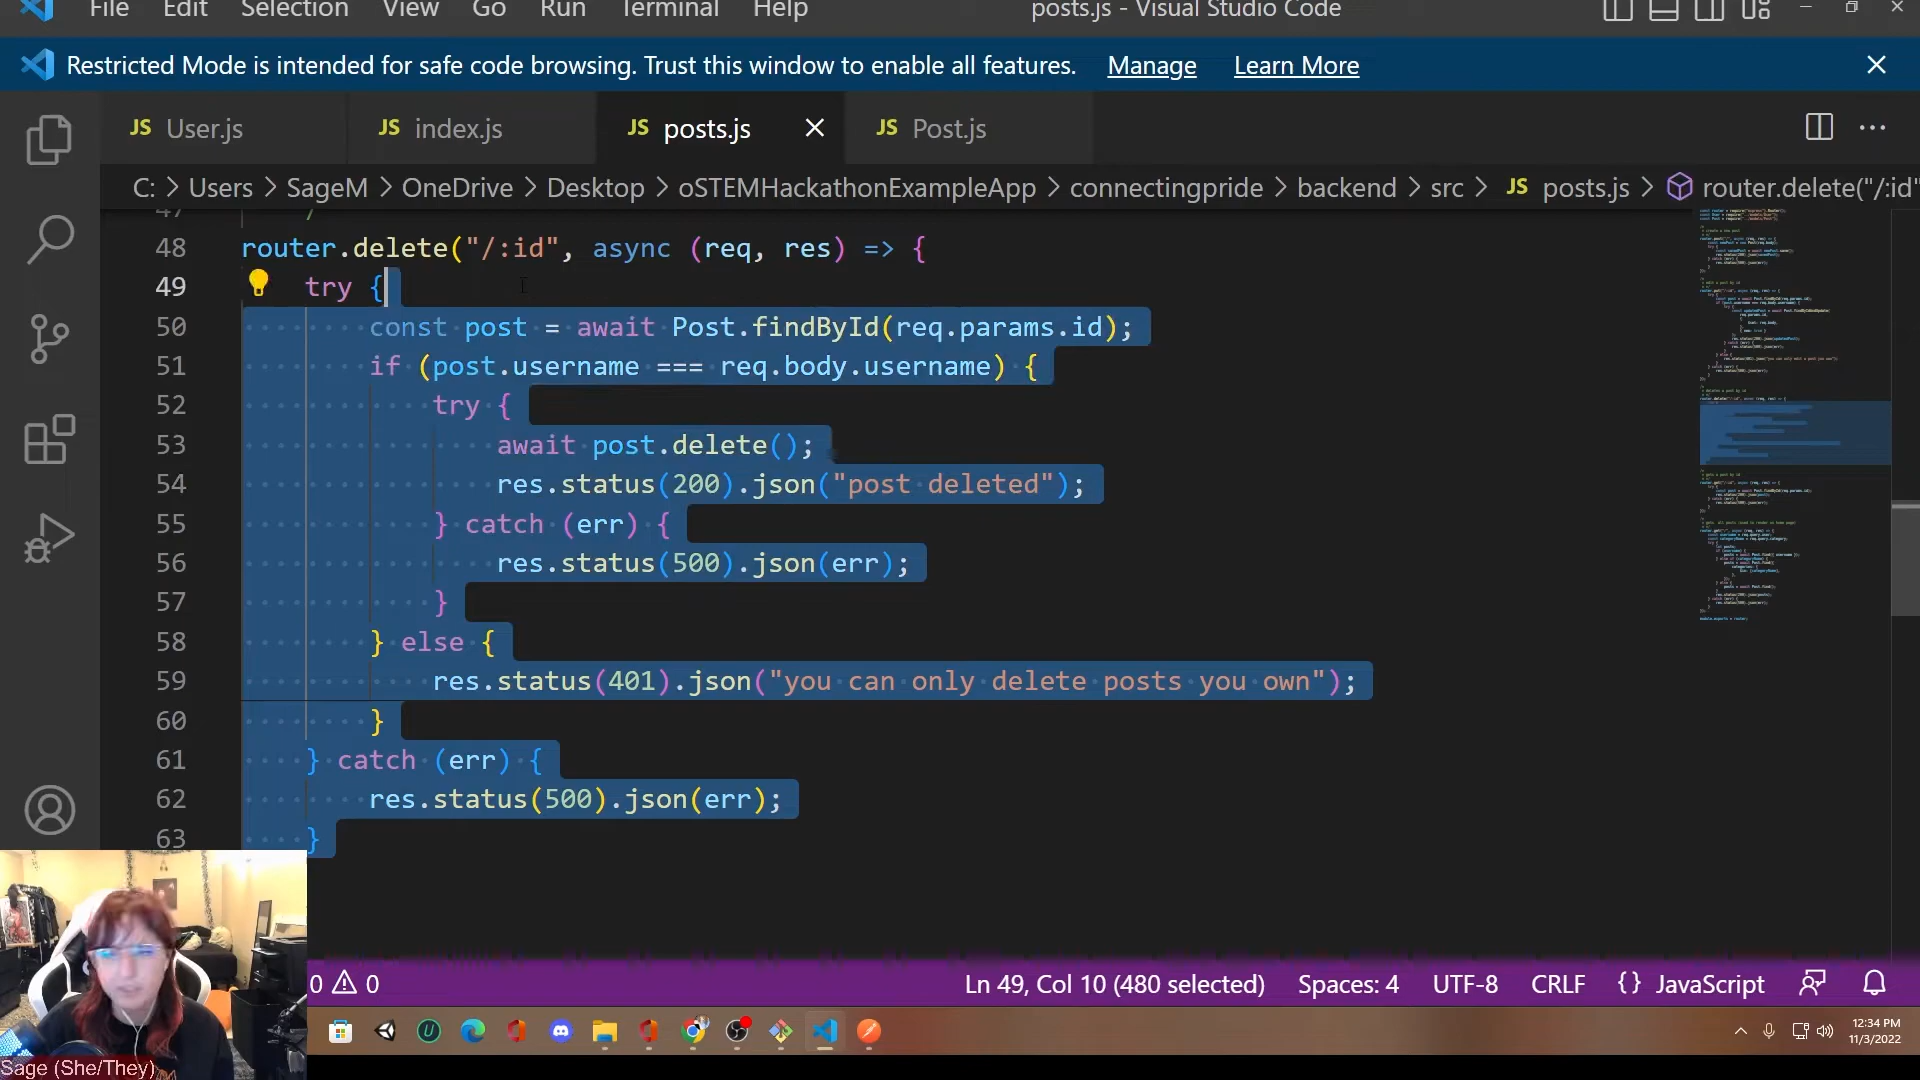 File Edit Selection View Go Run Terminal Help posts.js - Visual Studio Code
Restricted Mode is intended for safe code browsing. Trust this window to enable all features. Manage Learn More
JS User.js JS index.js JS posts.js JS Post.js
C: > Users > SageM > OneDrive > Desktop > oSTEMHackathonExampleApp > connectingpride > backend > src > JS posts.js > router.delete("/:id"
47 */
48 router.delete("/:id", async (req, res) => {
49 try {
50 const post = await Post.findById(req.params.id);
51 if (post.username === req.body.username) {
52 try {
53 await post.delete();
54 res.status(200).json("post deleted");
55 } catch (err) {
56 res.status(500).json(err);
57 }
58 } else {
59 res.status(401).json("you can only delete posts you own");
60 }
61 } catch (err) {
62 res.status(500).json(err);
63 }
0 0 Ln 49, Col 10 (480 selected) Spaces: 4 UTF-8 CRLF {} JavaScript
12:34 PM
11/3/2022
Sage (She/They)